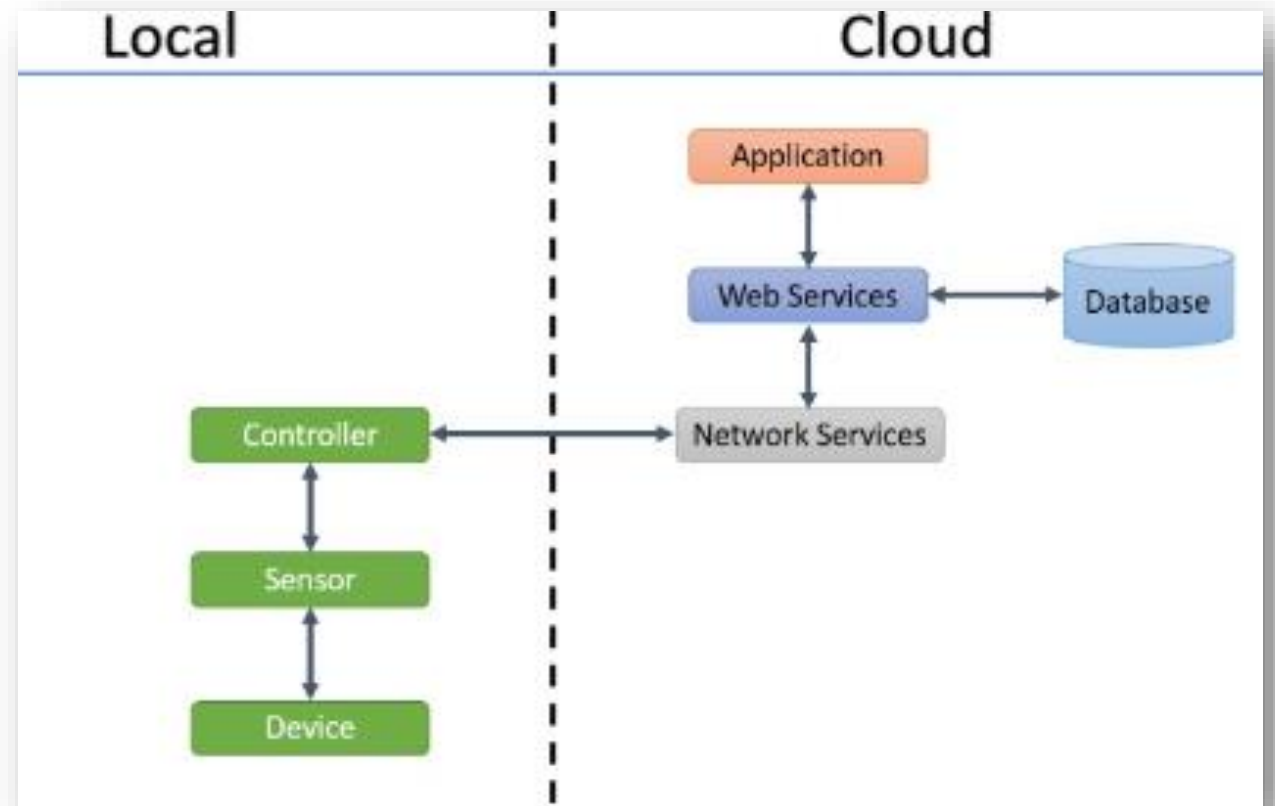 Local
Cloud
Application
Web Services
Database
Controller
Network Services
Sensor
Device